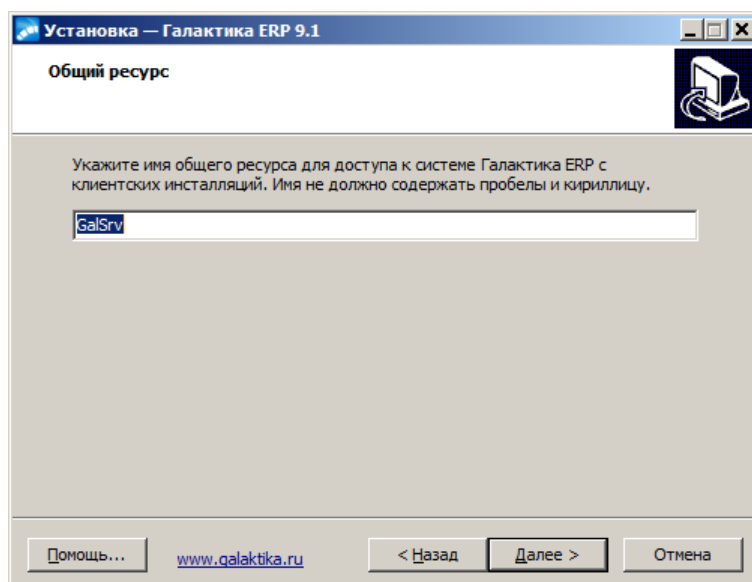 Установка — Галактика ERP 9.1
Общий ресурс
Укажите имя общего ресурса для доступа к системе Галактика ERP с
клиентских инсталляций. Имя не должно содержать пробелы и кириллицу.
GalSrv
Помощь...
www.galaktika.ru
< Назад
Далее >
Отмена